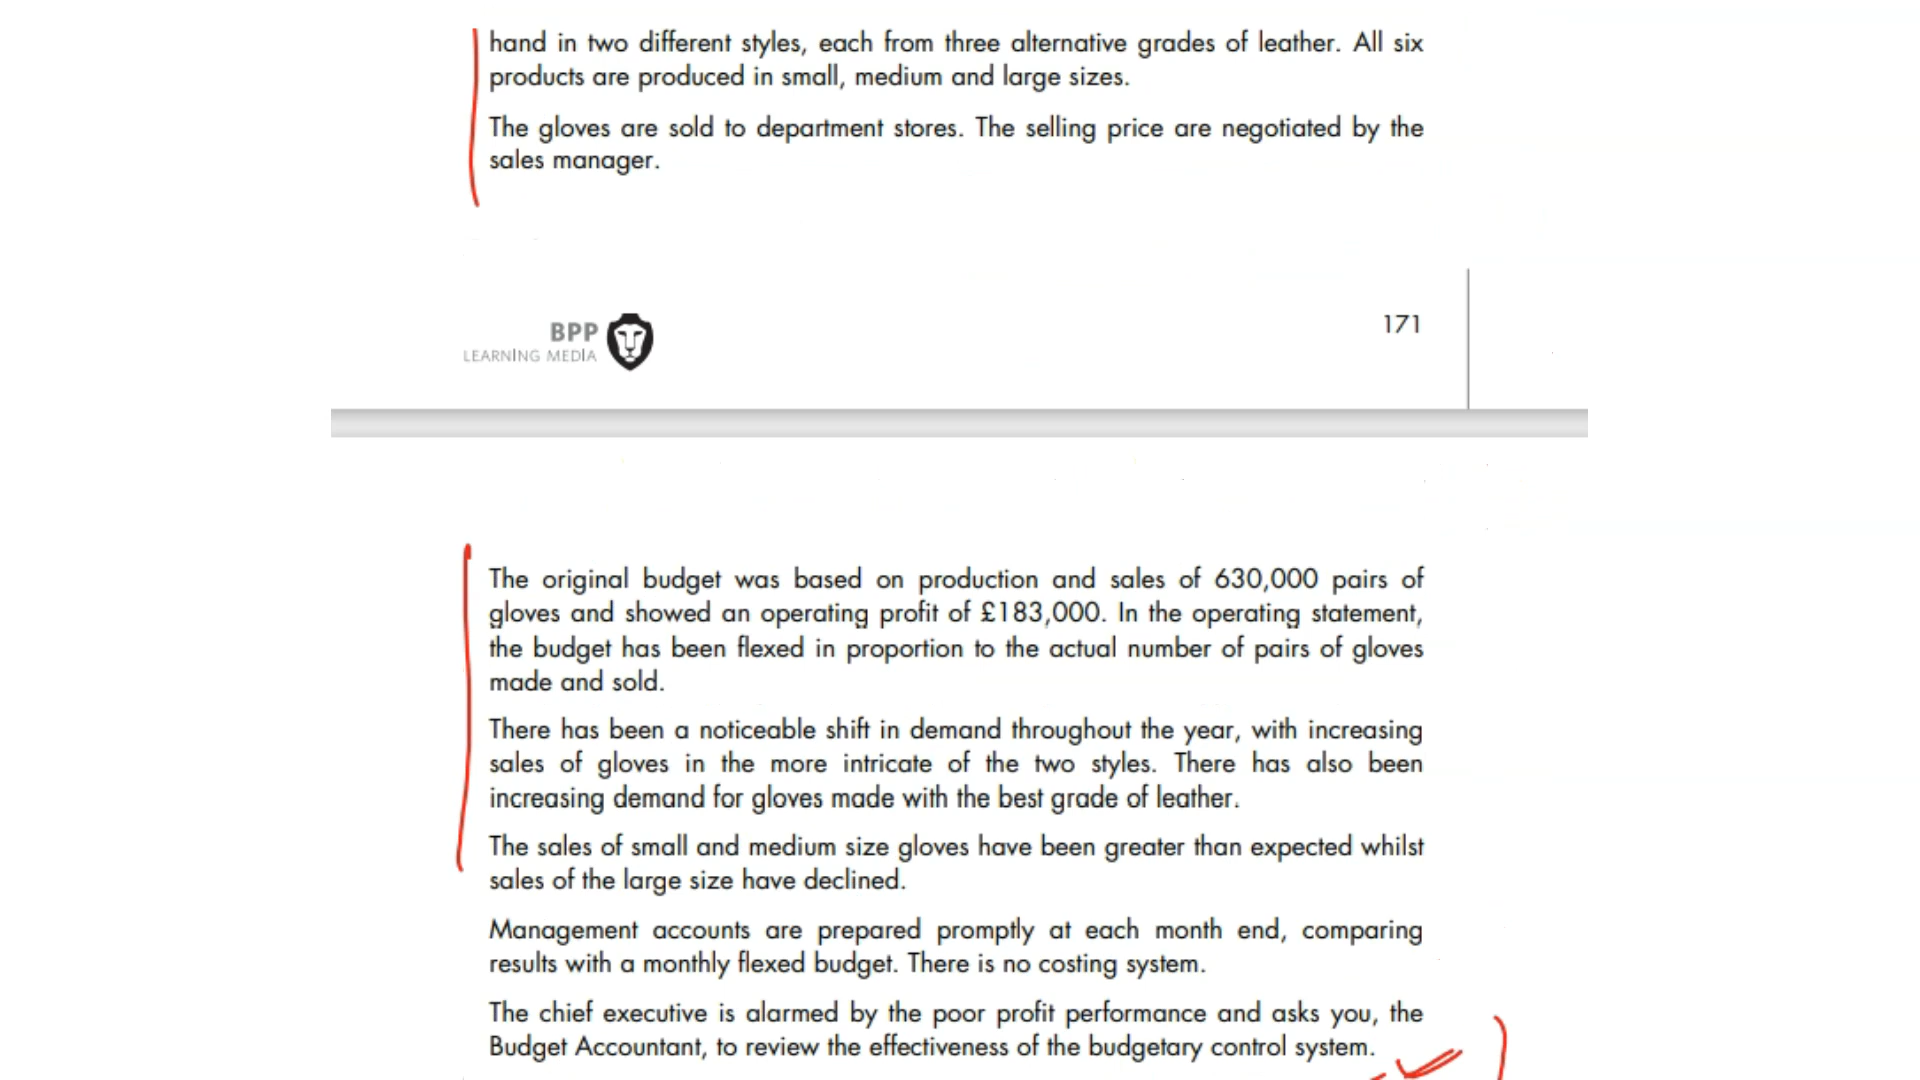 hand in two different styles, each from three alternative grades of leather. All six
products are produced in small, medium and large sizes.
The gloves are sold to department stores. The selling price are negotiated by the
sales manager.
BPP
LEARNING MEDIA
171
The original budget was based on production and sales of 630,000 pairs of
gloves and showed an operating profit of £183,000. In the operating statement,
the budget has been flexed in proportion to the actual number of pairs of gloves
made and sold.
There has been a noticeable shift in demand throughout the year, with increasing
sales of gloves in the more intricate of the two styles. There has also been
increasing demand for gloves made with the best grade of leather.
The sales of small and medium size gloves have been greater than expected whilst
sales of the large size have declined.
Management accounts are prepared promptly at each month end, comparing
results with a monthly flexed budget. There is no costing system.
The chief executive is alarmed by the poor profit performance and asks you, the
Budget Accountant, to review the effectiveness of the budgetary control system.